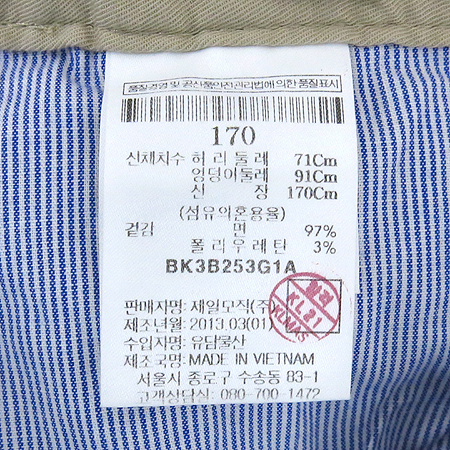 품질경영 및 공산품안전관리법에 의한 품질표시
170
신체치수 허 리 둘 레 71Cm
엉덩이둘레 91Cm
신 장 170Cm
(섬유의혼용율)
겉감 면 97%
폴 리 우 레 탄 3%
BK3B253G1A
판매자명: 제일모직(주)
제조년월: 2013.03(01)
수입자명: 유담물산
제조국명: MADE IN VIETNAM
서울시 종로구 수송동 83-1
고객상담실: 080-700-1472
KL21
KLMAS